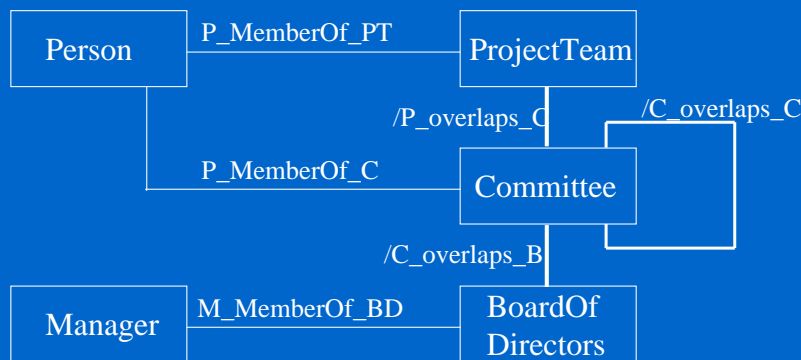 P_MemberOf_PT
Person
ProjectTeam
/P_overlaps_C
/C_overlaps_C
P_MemberOf_C
Committee
/C_overlaps_B
M_MemberOf_BD
Manager
BoardOf
Directors